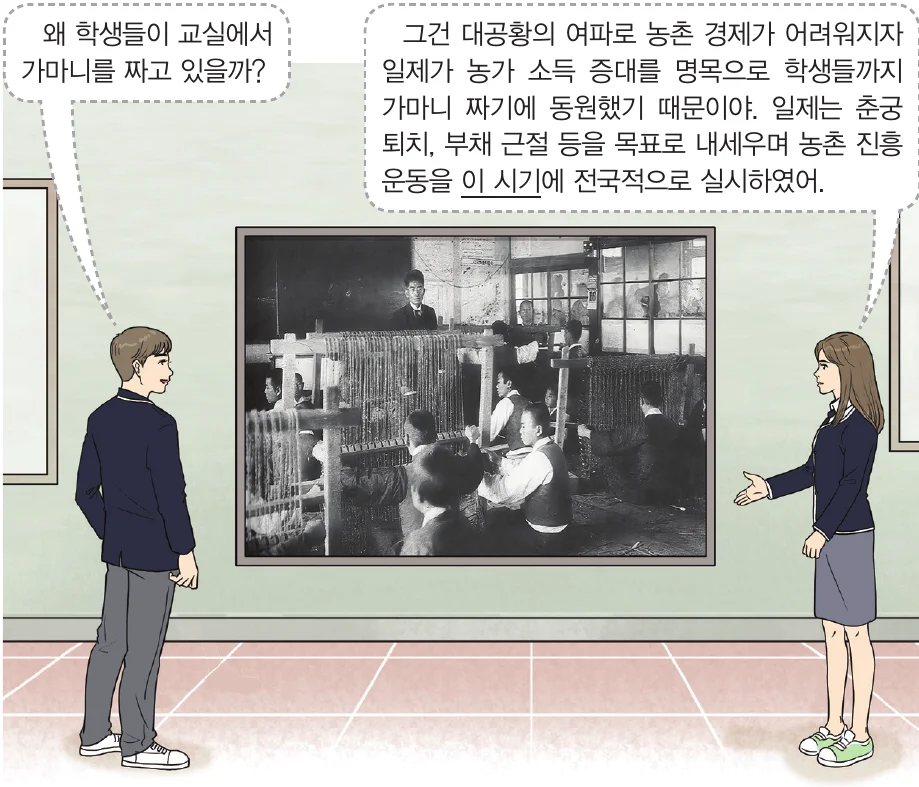 왜 학생들이 교실에서
가마니를 짜고 있을까?
그건 대공황의 여파로 농촌 경제가 어려워지자
일제가 농가 소득 증대를 명목으로 학생들까지
가마니 짜기에 동원했기 때문이야. 일제는 춘궁
퇴치, 부채 근절 등을 목표로 내세우며 농촌 진흥
운동을 이 시기에 전국적으로 실시하였어.